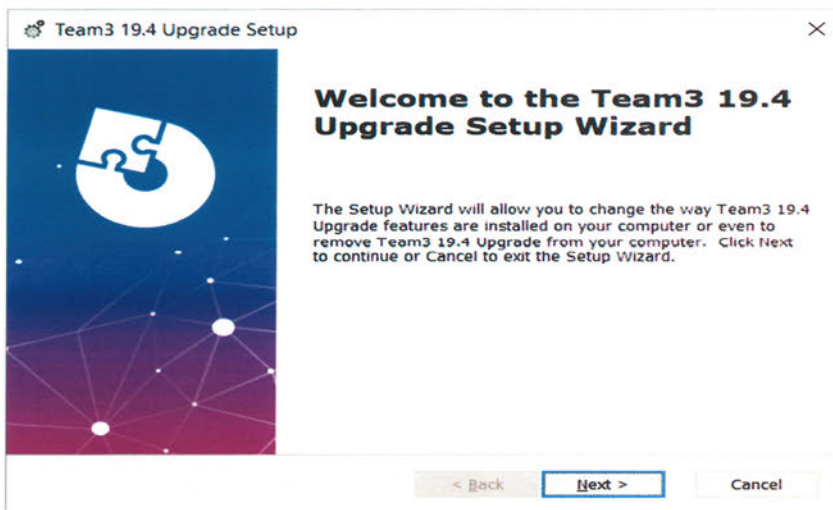 Team3 19.4 Upgrade Setup
Welcome to the Team3 19.4
Upgrade Setup Wizard
The Setup Wizard will allow you to change the way Team3 19.4
Upgrade features are installed on your computer or even to
remove Team3 19.4 Upgrade from your computer. Click Next
to continue or Cancel to exit the Setup Wizard.
< Back
Next >
Cancel